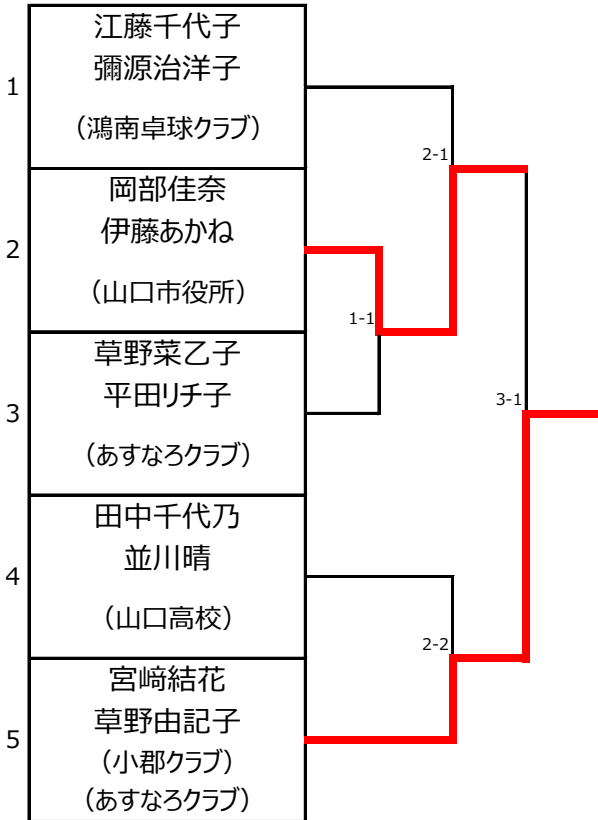 1
江藤千代子
彌源治洋子
（鴻南卓球クラブ）
2
岡部佳奈
伊藤あかね
（山口市役所）
3
草野菜乙子
平田リチ子
（あすなろクラブ）
4
田中千代乃
並川晴
（山口高校）
5
宮﨑結花
草野由記子
（小郡クラブ）
（あすなろクラブ）
2-1
1-1
3-1
2-2